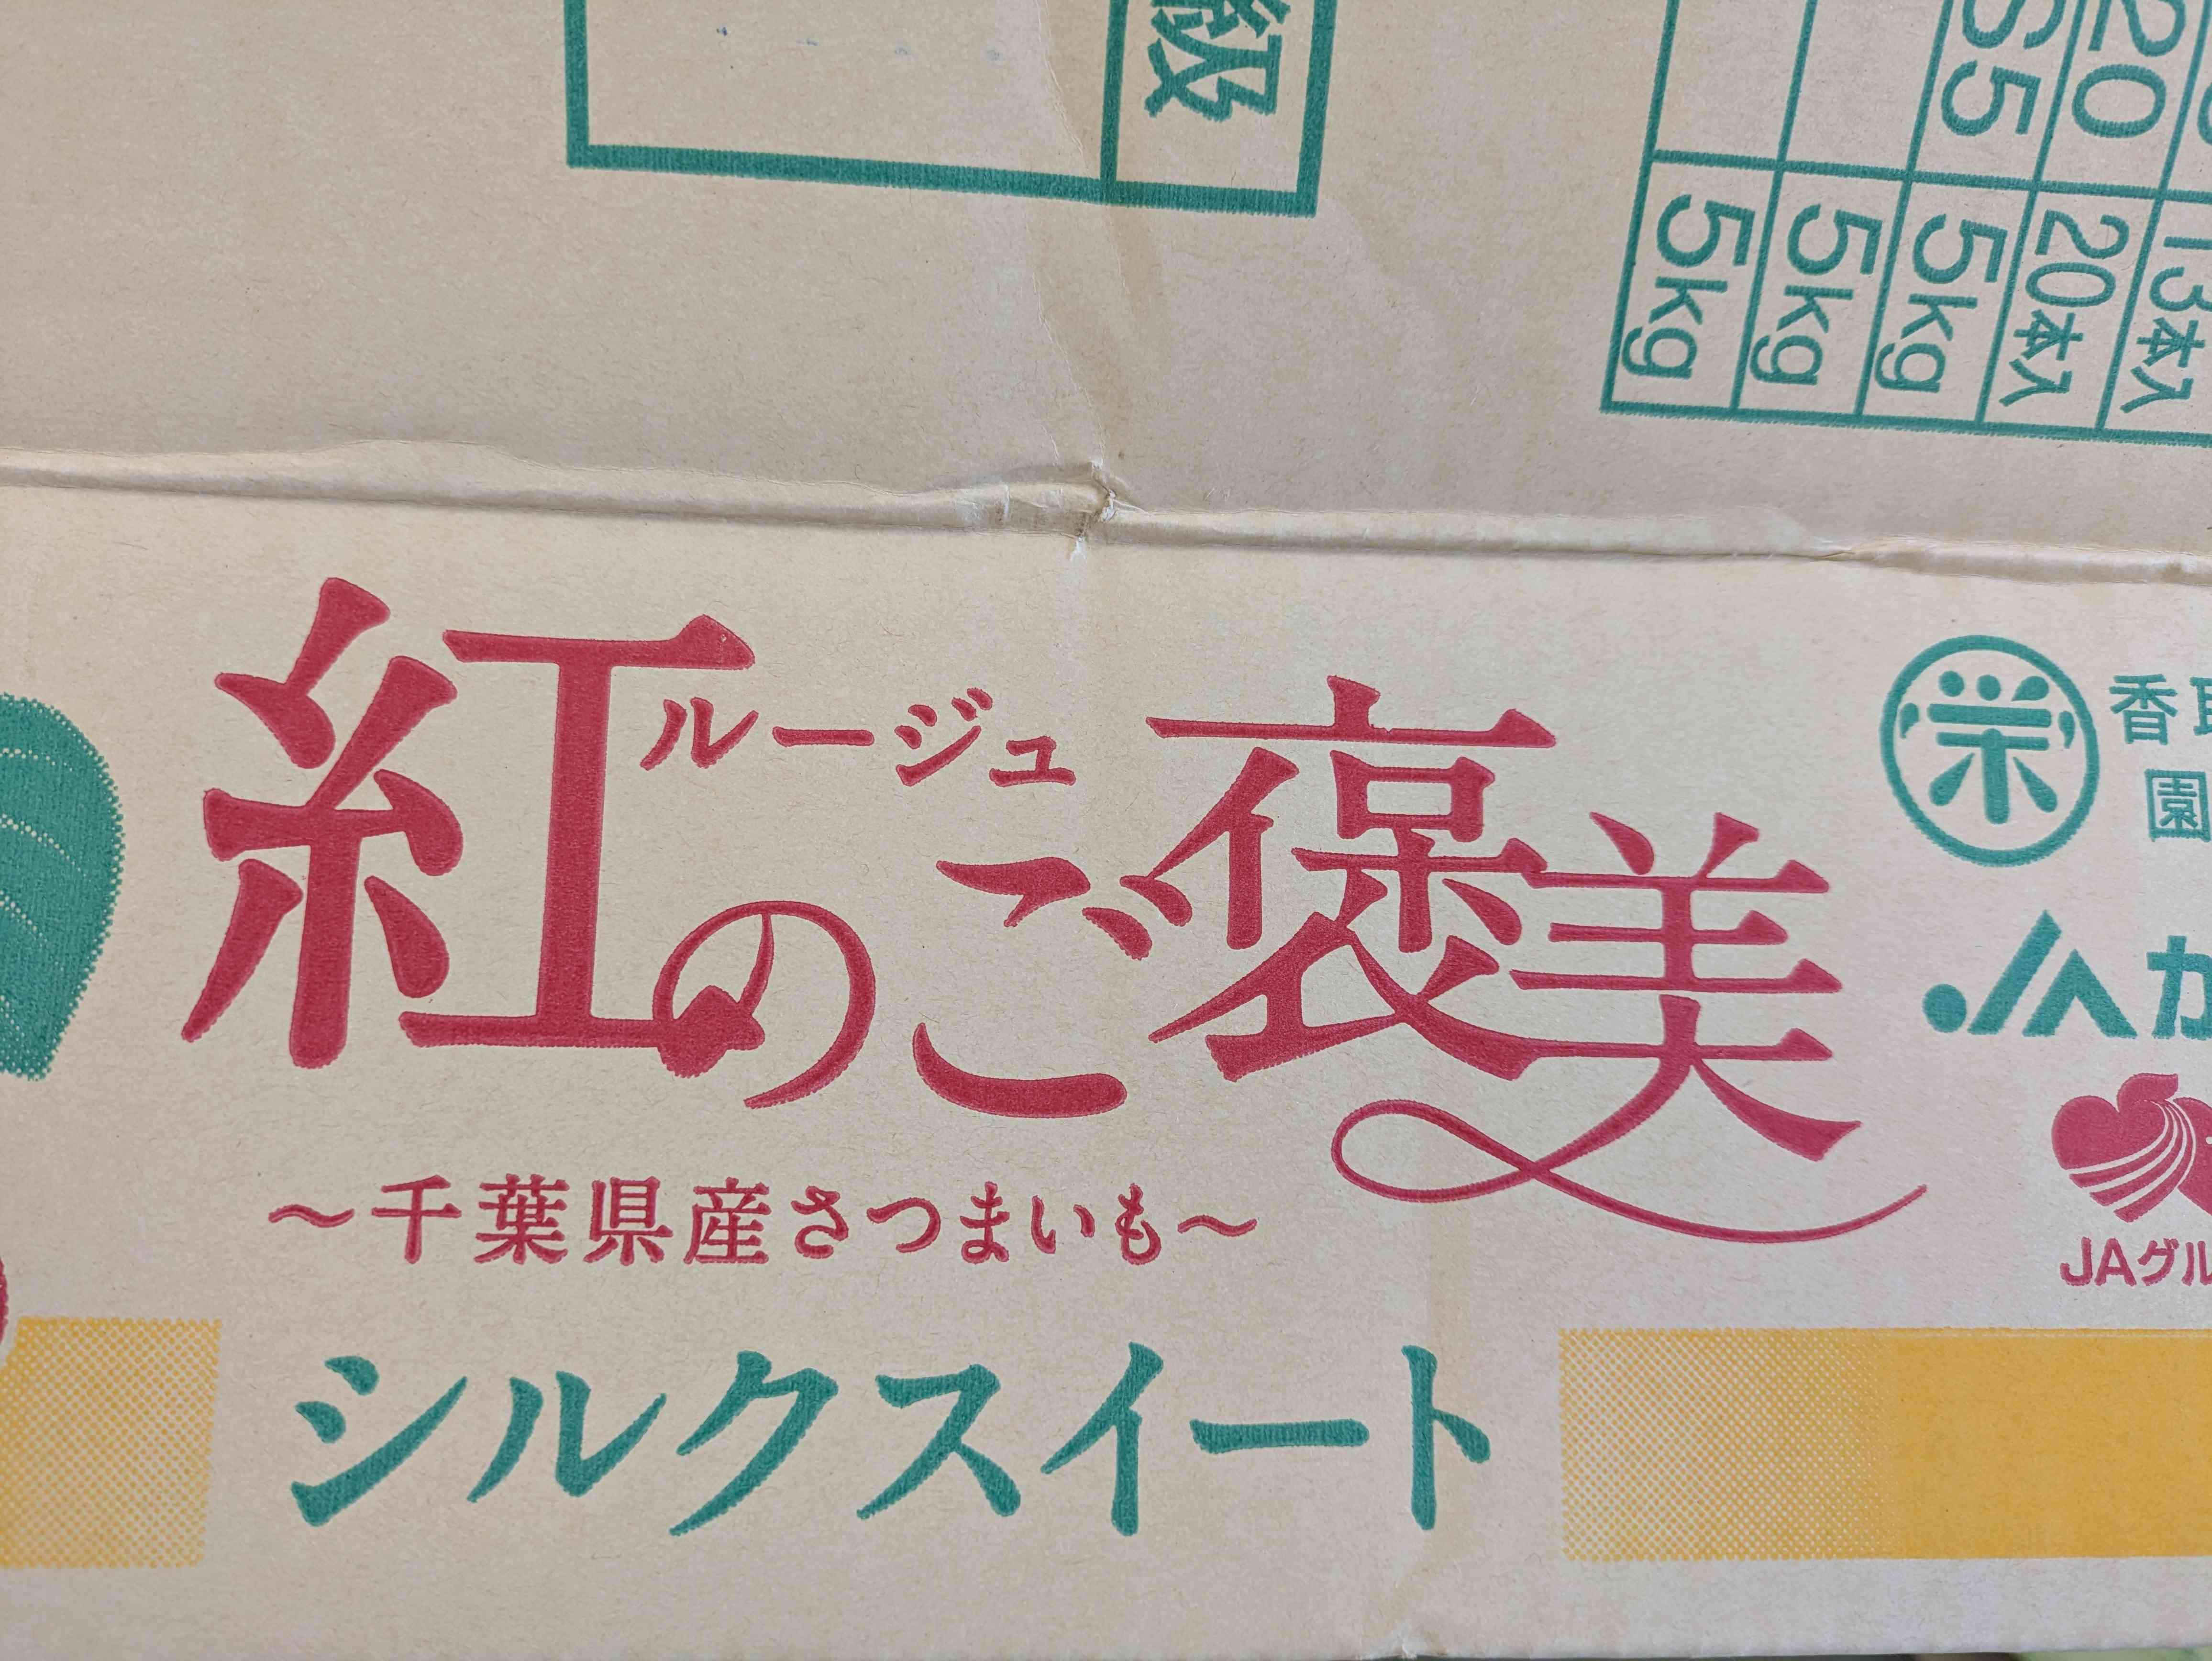 級
S5
20
5kg
5kg
5kg
20本入
13本入
紅のご褒美
ルージュ
～千葉県産さつまいも～
シルクスイート
栄
香取
園
JAか
JAグル